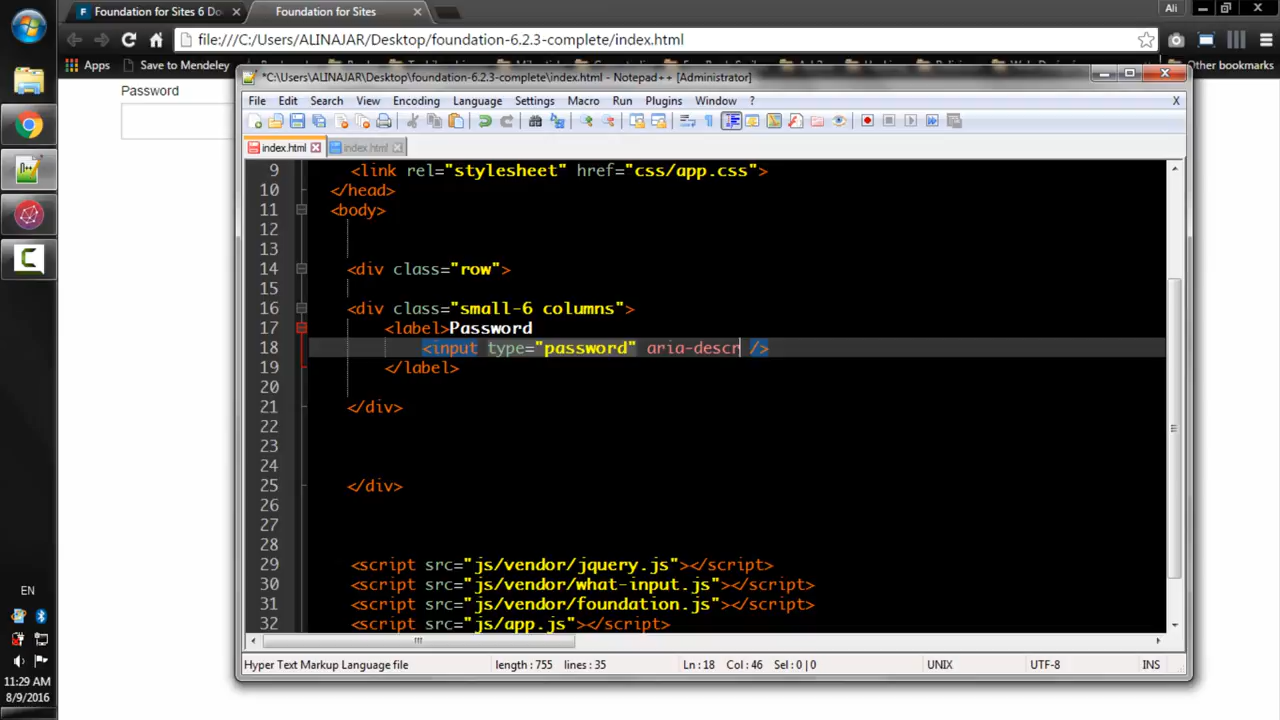 Foundation for Sites 6 Do
Foundation for Sites
Ali
file:///C:/Users/ALINAJAR/Desktop/foundation-6.2.3-complete/index.html
Apps
Save to Mendeley
Other bookmarks
Password
*C:\Users\ALINAJAR\Desktop\foundation-6.2.3-complete\index.html - Notepad++ [Administrator]
File Edit Search View Encoding Language Settings Macro Run Plugins Window ? X
index.html index.html
9 <link rel="stylesheet" href="css/app.css">
10 </head>
11 <body>
12
13
14 <div class="row">
15
16 <div class="small-6 columns">
17 <label>Password
18 <input type="password" aria-descr />
19 </label>
20
21 </div>
22
23
24
25 </div>
26
27
28
29 <script src="js/vendor/jquery.js"></script>
30 <script src="js/vendor/what-input.js"></script>
31 <script src="js/vendor/foundation.js"></script>
32 <script src="js/app.js"></script>
Hyper Text Markup Language file length : 755 lines : 35 Ln : 18 Col : 46 Sel : 0 | 0 UNIX UTF-8 INS
EN
11:29 AM
8/9/2016